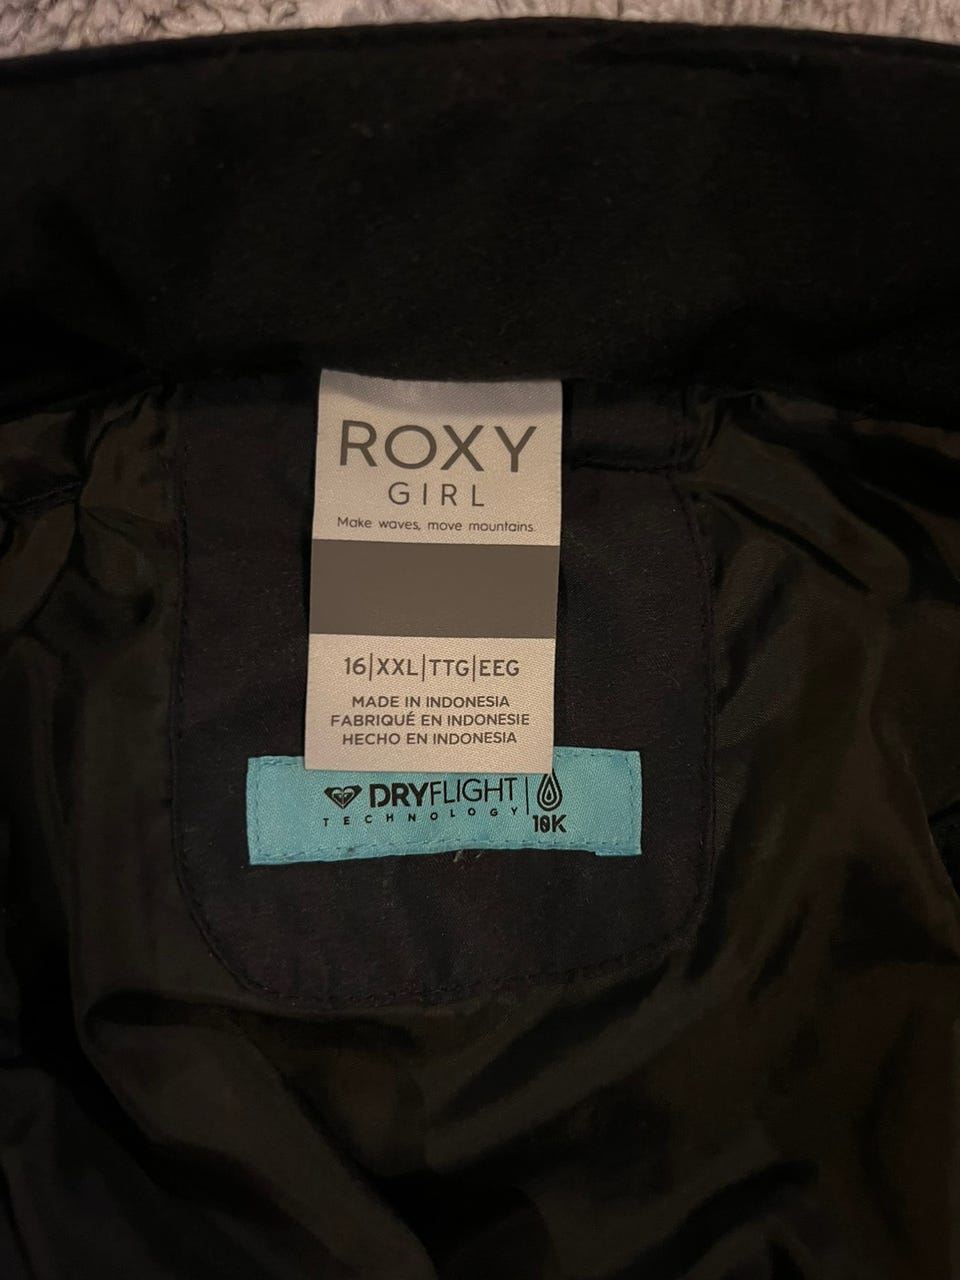 ROXY
GIRL
Make waves, move mountains.
16|XXL|TTG|EEG
MADE IN INDONESIA
FABRIQUÉ EN INDONESIE
HECHO EN INDONESIA
DRYFLIGHT
TECHNOLOGY
10K